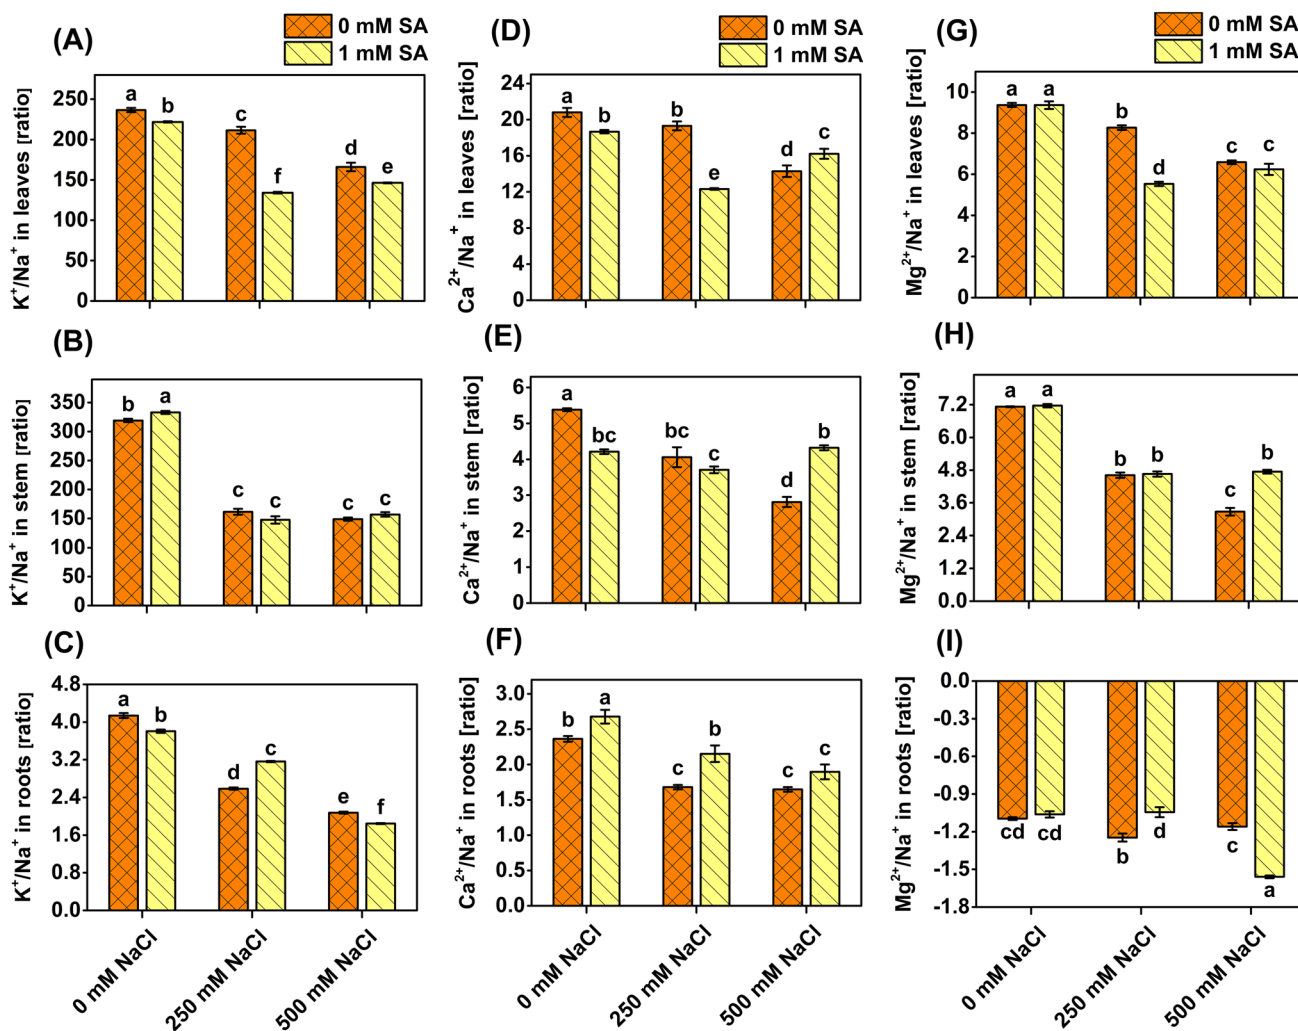 (A)
0 mM SA
1 mM SA
K⁺/Na⁺ in leaves [ratio]
250
200
150
100
50
0
a
b
c
f
d
e
(D)
0 mM SA
1 mM SA
Ca²⁺/Na⁺ in leaves [ratio]
24
20
16
12
8
4
0
a
b
b
e
d
c
(G)
0 mM SA
1 mM SA
Mg²⁺/Na⁺ in leaves [ratio]
10
8
6
4
2
0
a
a
b
d
c
c
(B)
K⁺/Na⁺ in stem [ratio]
350
300
250
200
150
100
50
0
b
a
c
c
c
c
(E)
Ca²⁺/Na⁺ in stem [ratio]
6
5
4
3
2
1
0
a
bc
bc
c
d
b
(H)
Mg²⁺/Na⁺ in stem [ratio]
7.2
6.0
4.8
3.6
2.4
1.2
0.0
a
a
b
b
c
b
(C)
K⁺/Na⁺ in roots [ratio]
4.8
4.0
3.2
2.4
1.6
0.0
a
b
d
c
e
f
0 mM NaCl
250 mM NaCl
500 mM NaCl
(F)
Ca²⁺/Na⁺ in roots [ratio]
3.0
2.5
2.0
1.5
1.0
0.5
0.0
b
a
c
b
c
c
0 mM NaCl
250 mM NaCl
500 mM NaCl
(I)
Mg²⁺/Na⁺ in roots [ratio]
0.0
-0.3
-0.6
-0.9
-1.2
-1.5
-1.8
cd
cd
b
d
c
a
0 mM NaCl
250 mM NaCl
500 mM NaCl